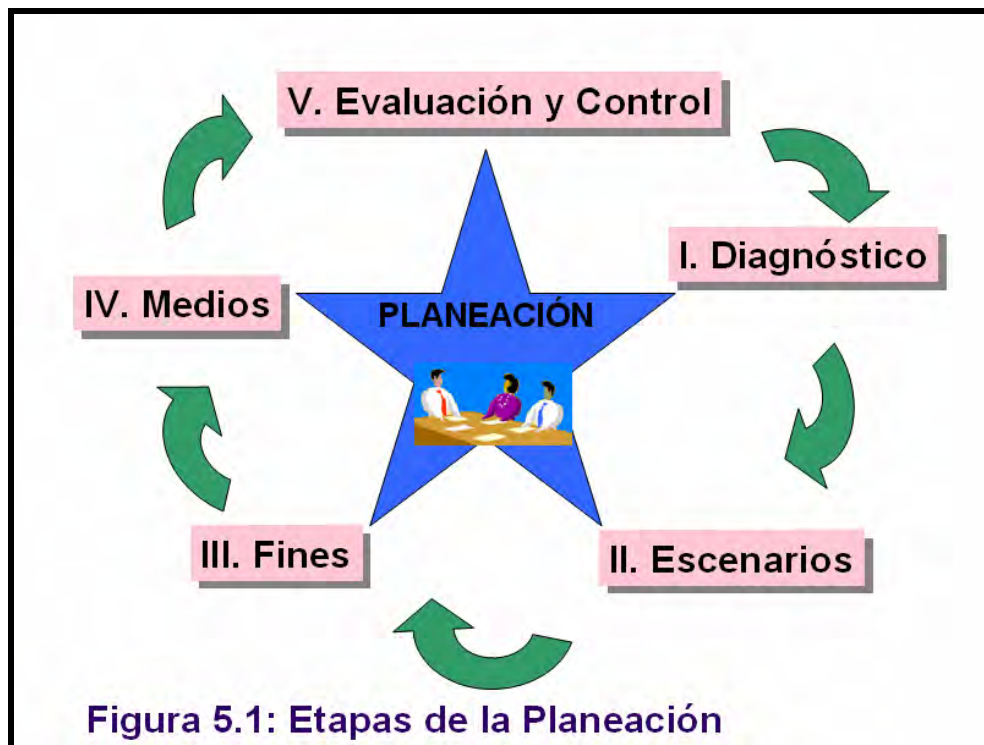 V. Evaluación y Control
I. Diagnóstico
IV. Medios
PLANEACIÓN
III. Fines
II. Escenarios
Figura 5.1: Etapas de la Planeación